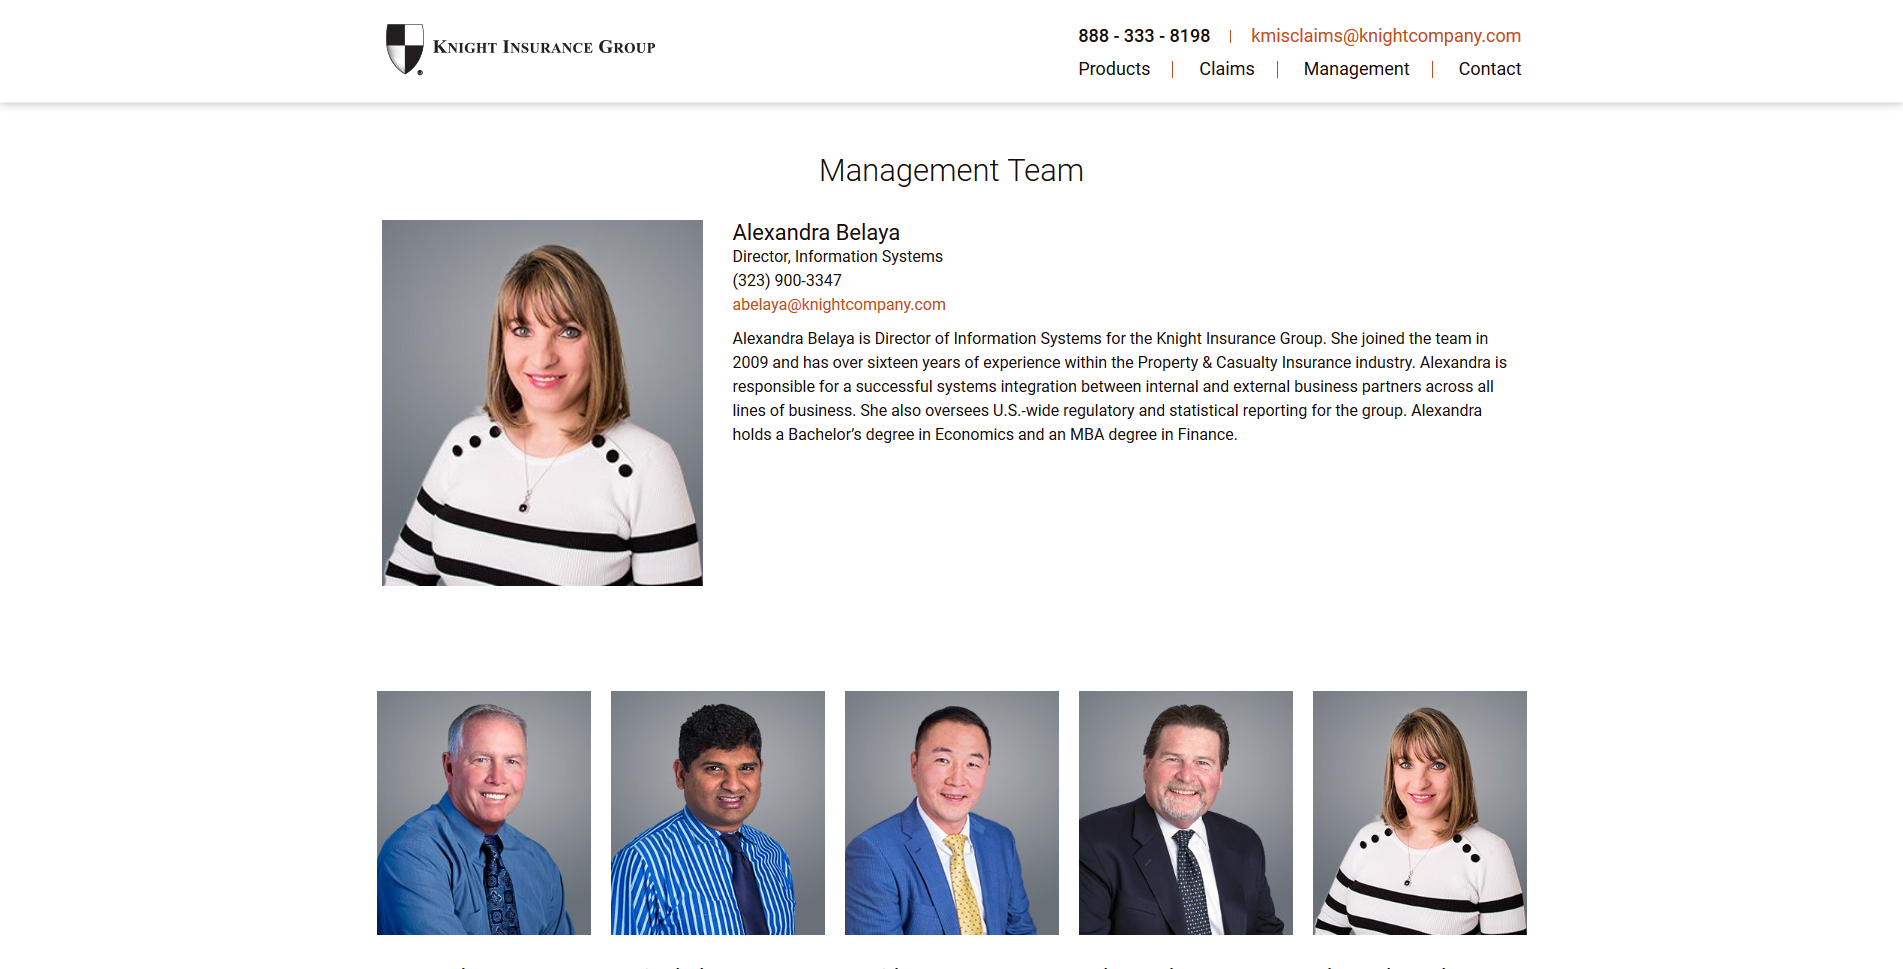 KNIGHT INSURANCE GROUP
888 - 333 - 8198 | kmisclaims@knightcompany.com
Products | Claims | Management | Contact
Management Team
Alexandra Belaya
Director, Information Systems
(323) 900-3347
abelaya@knightcompany.com
Alexandra Belaya is Director of Information Systems for the Knight Insurance Group. She joined the team in
2009 and has over sixteen years of experience within the Property & Casualty Insurance industry. Alexandra is
responsible for a successful systems integration between internal and external business partners across all
lines of business. She also oversees U.S.-wide regulatory and statistical reporting for the group. Alexandra
holds a Bachelor’s degree in Economics and an MBA degree in Finance.